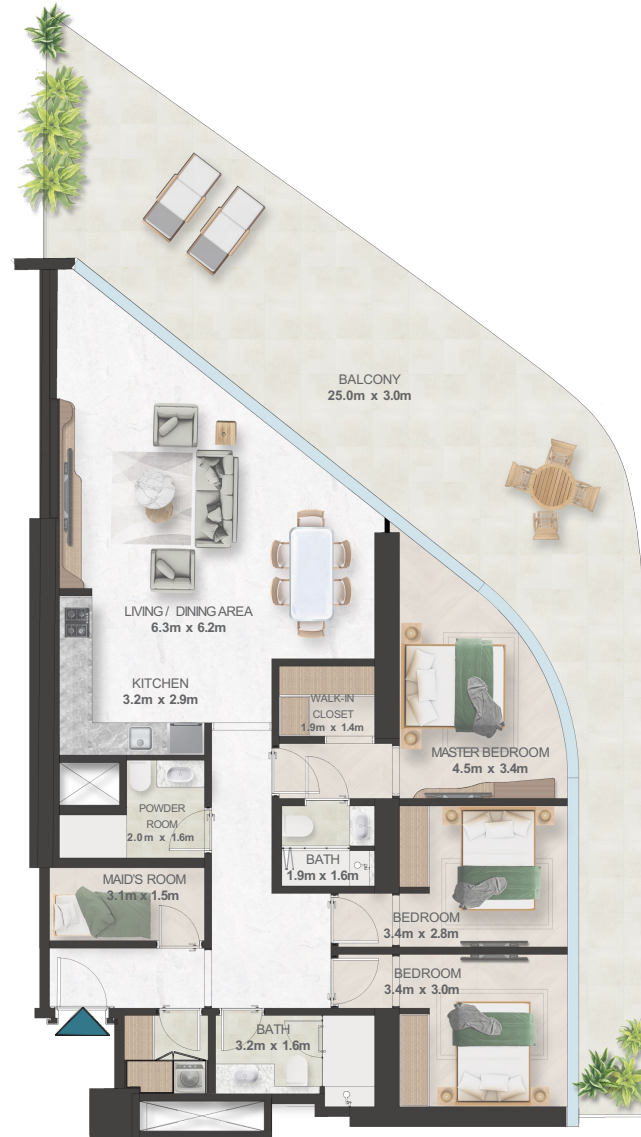 BALCONY
25.0m x 3.0m
LIVING / DINING AREA
6.3m x 6.2m
KITCHEN
3.2m x 2.9m
WALK-IN
CLOSET
1.9m x 1.4m
MASTER BEDROOM
4.5m x 3.4m
POWDER
ROOM
2.0m x 1.6m
BATH
1.9m x 1.6m
MAID'S ROOM
3.1m x 1.5m
BEDROOM
3.4m x 2.8m
BEDROOM
3.4m x 3.0m
BATH
3.2m x 1.6m